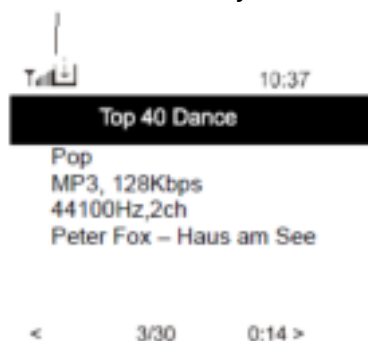 10:37
Top 40 Dance
Pop
MP3, 128Kbps
44100Hz,2ch
Peter Fox – Haus am See
< 3/30 0:14 >